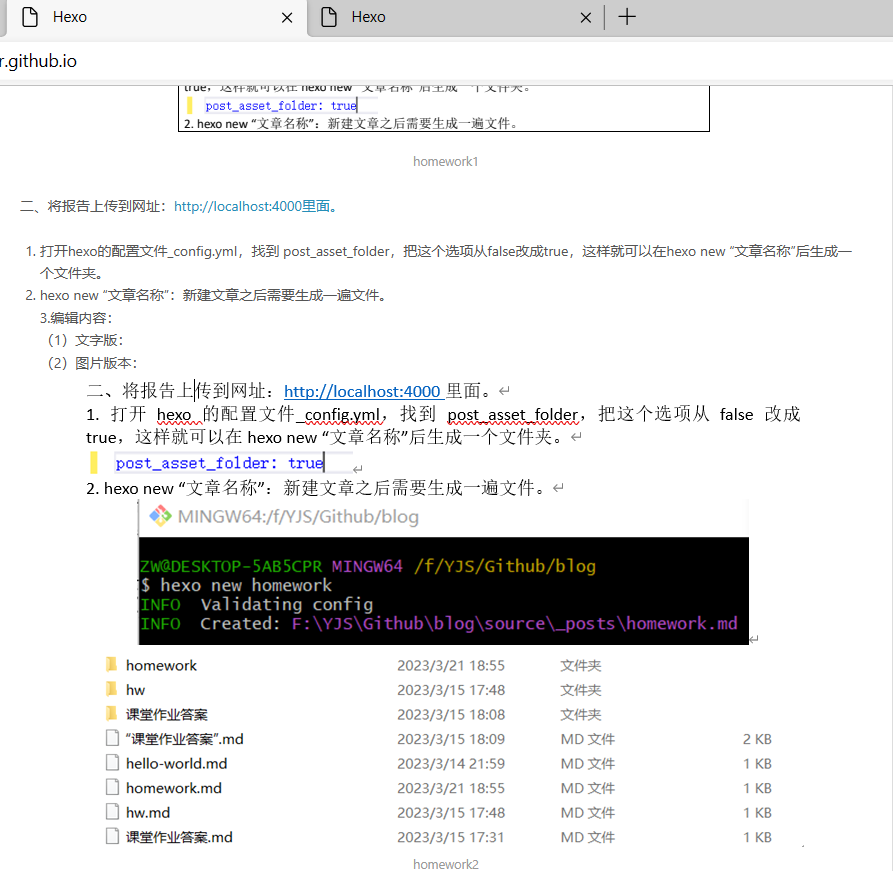 Hexo
Hexo
r.github.io
true，这样就可以在 hexo new “文章名称”后生成一个文件夹。
post_asset_folder: true
2. hexo new “文章名称”：新建文章之后需要生成一遍文件。
homework1
二、将报告上传到网址：http://localhost:4000里面。
1. 打开hexo的配置文件_config.yml，找到 post_asset_folder，把这个选项从false改成true，这样就可以在hexo new “文章名称”后生成一
个文件夹。
2. hexo new “文章名称”：新建文章之后需要生成一遍文件。
3.编辑内容：
（1）文字版：
（2）图片版本：
二、将报告上传到网址：http://localhost:4000 里面。
1. 打开 hexo 的配置文件_config.yml，找到 post_asset_folder，把这个选项从 false 改成
true，这样就可以在 hexo new “文章名称”后生成一个文件夹。
post_asset_folder: true
2. hexo new “文章名称”：新建文章之后需要生成一遍文件。
MINGW64:/f/YJS/Github/blog
ZW@DESKTOP-5AB5CPR MINGW64 /f/YJS/Github/blog
$ hexo new homework
INFO  Validating config
INFO  Created: F:\YJS\Github\blog\source\_posts\homework.md
homework 2023/3/21 18:55 文件夹
hw 2023/3/15 17:48 文件夹
课堂作业答案 2023/3/15 18:08 文件夹
“课堂作业答案”.md 2023/3/15 18:09 MD 文件 2 KB
hello-world.md 2023/3/14 21:59 MD 文件 1 KB
homework.md 2023/3/21 18:55 MD 文件 1 KB
hw.md 2023/3/15 17:48 MD 文件 1 KB
课堂作业答案.md 2023/3/15 17:31 MD 文件 1 KB
homework2